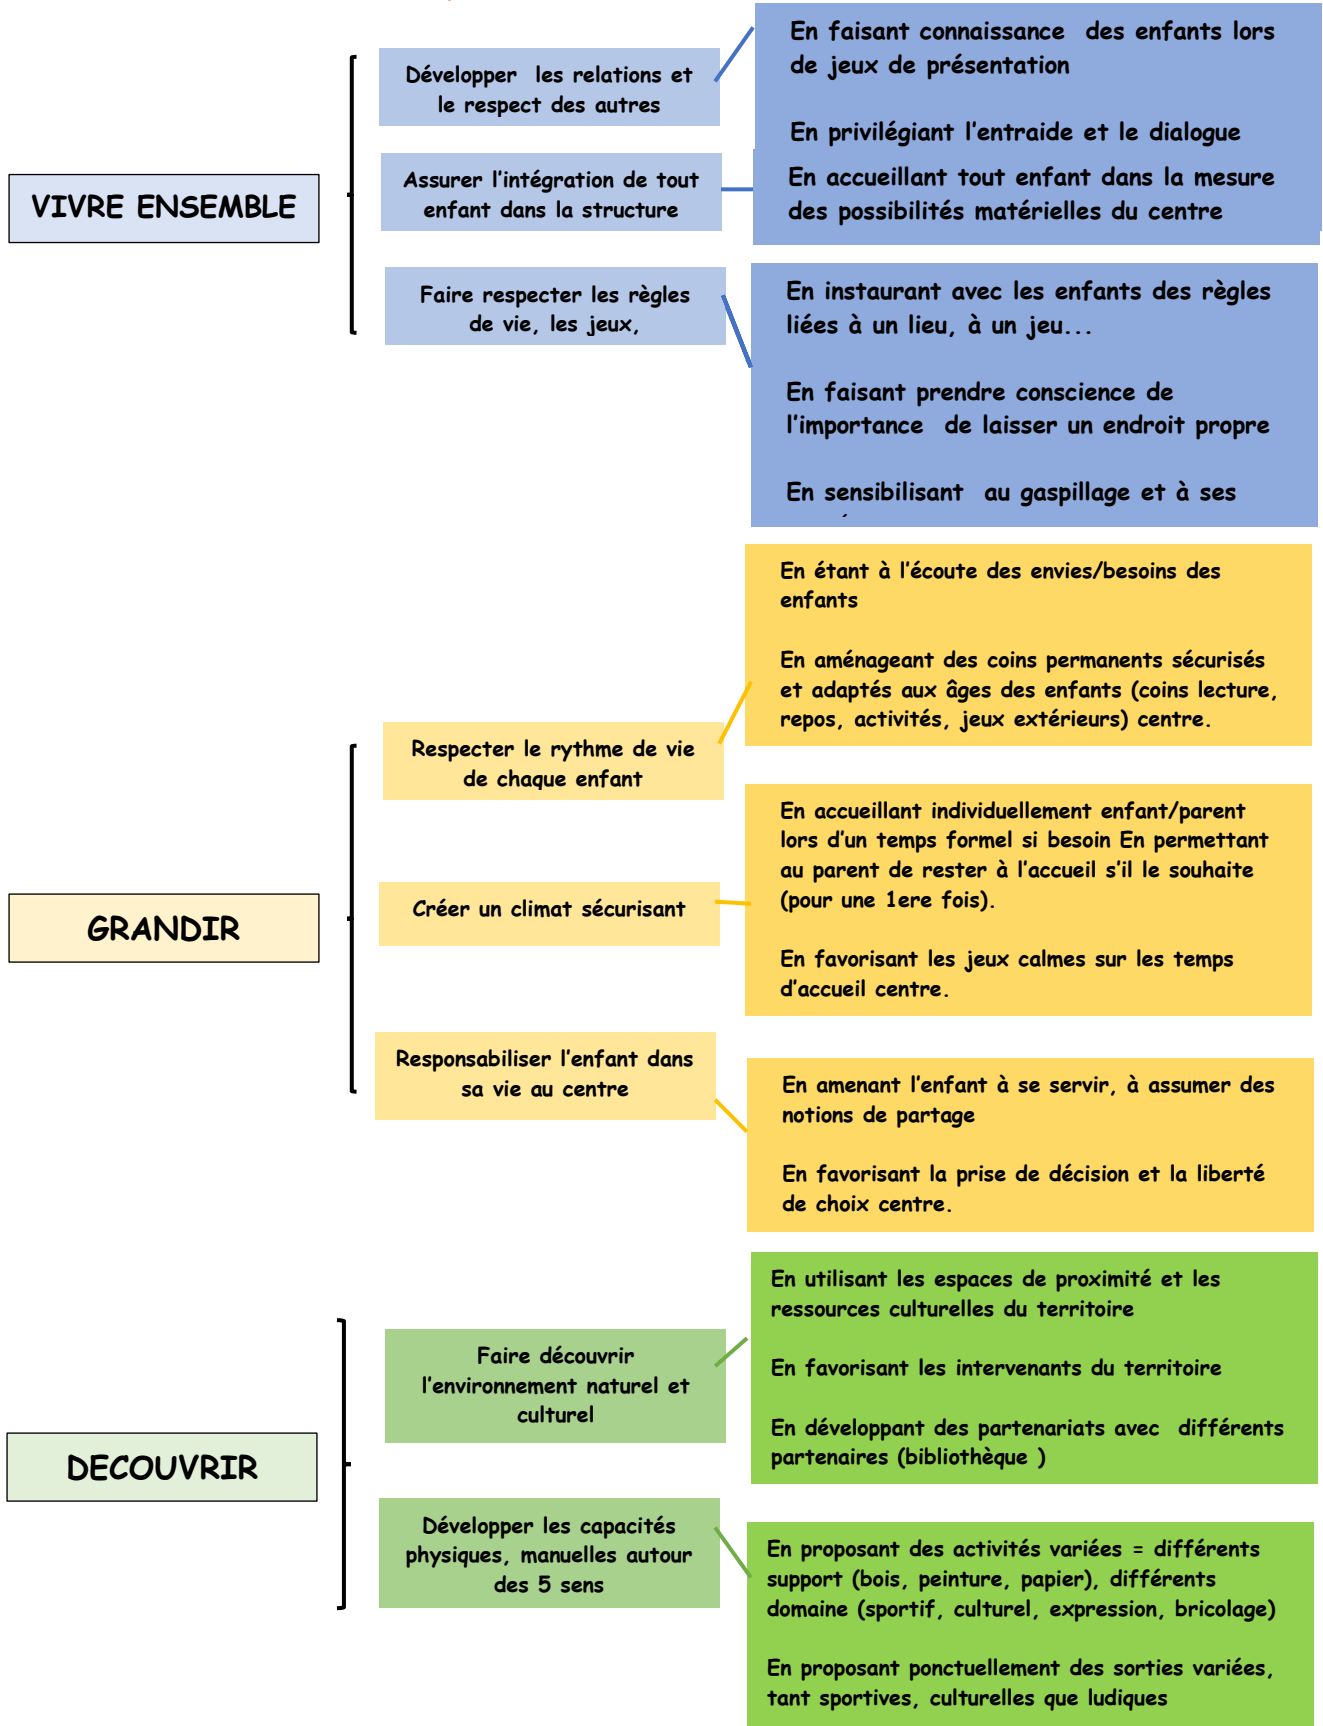 VIVRE ENSEMBLE
Développer les relations et
le respect des autres
En faisant connaissance des enfants lors
de jeux de présentation
En privilégiant l'entraide et le dialogue
Assurer l'intégration de tout
enfant dans la structure
En accueillant tout enfant dans la mesure
des possibilités matérielles du centre
Faire respecter les règles
de vie, les jeux,
En instaurant avec les enfants des règles
liées à un lieu, à un jeu...
En faisant prendre conscience de
l'importance de laisser un endroit propre
En sensibilisant au gaspillage et à ses
GRANDIR
Respecter le rythme de vie
de chaque enfant
En étant à l'écoute des envies/besoins des
enfants
En aménageant des coins permanents sécurisés
et adaptés aux âges des enfants (coins lecture,
repos, activités, jeux extérieurs) centre.
Créer un climat sécurisant
En accueillant individuellement enfant/parent
lors d'un temps formel si besoin En permettant
au parent de rester à l'accueil s'il le souhaite
(pour une 1ere fois).
En favorisant les jeux calmes sur les temps
d'accueil centre.
Responsabiliser l'enfant dans
sa vie au centre
En amenant l'enfant à se servir, à assumer des
notions de partage
En favorisant la prise de décision et la liberté
de choix centre.
DECOUVRIR
Faire découvrir
l'environnement naturel et
culturel
En utilisant les espaces de proximité et les
ressources culturelles du territoire
En favorisant les intervenants du territoire
En développant des partenariats avec différents
partenaires (bibliothèque )
Développer les capacités
physiques, manuelles autour
des 5 sens
En proposant des activités variées = différents
support (bois, peinture, papier), différents
domaine (sportif, culturel, expression, bricolage)
En proposant ponctuellement des sorties variées,
tant sportives, culturelles que ludiques